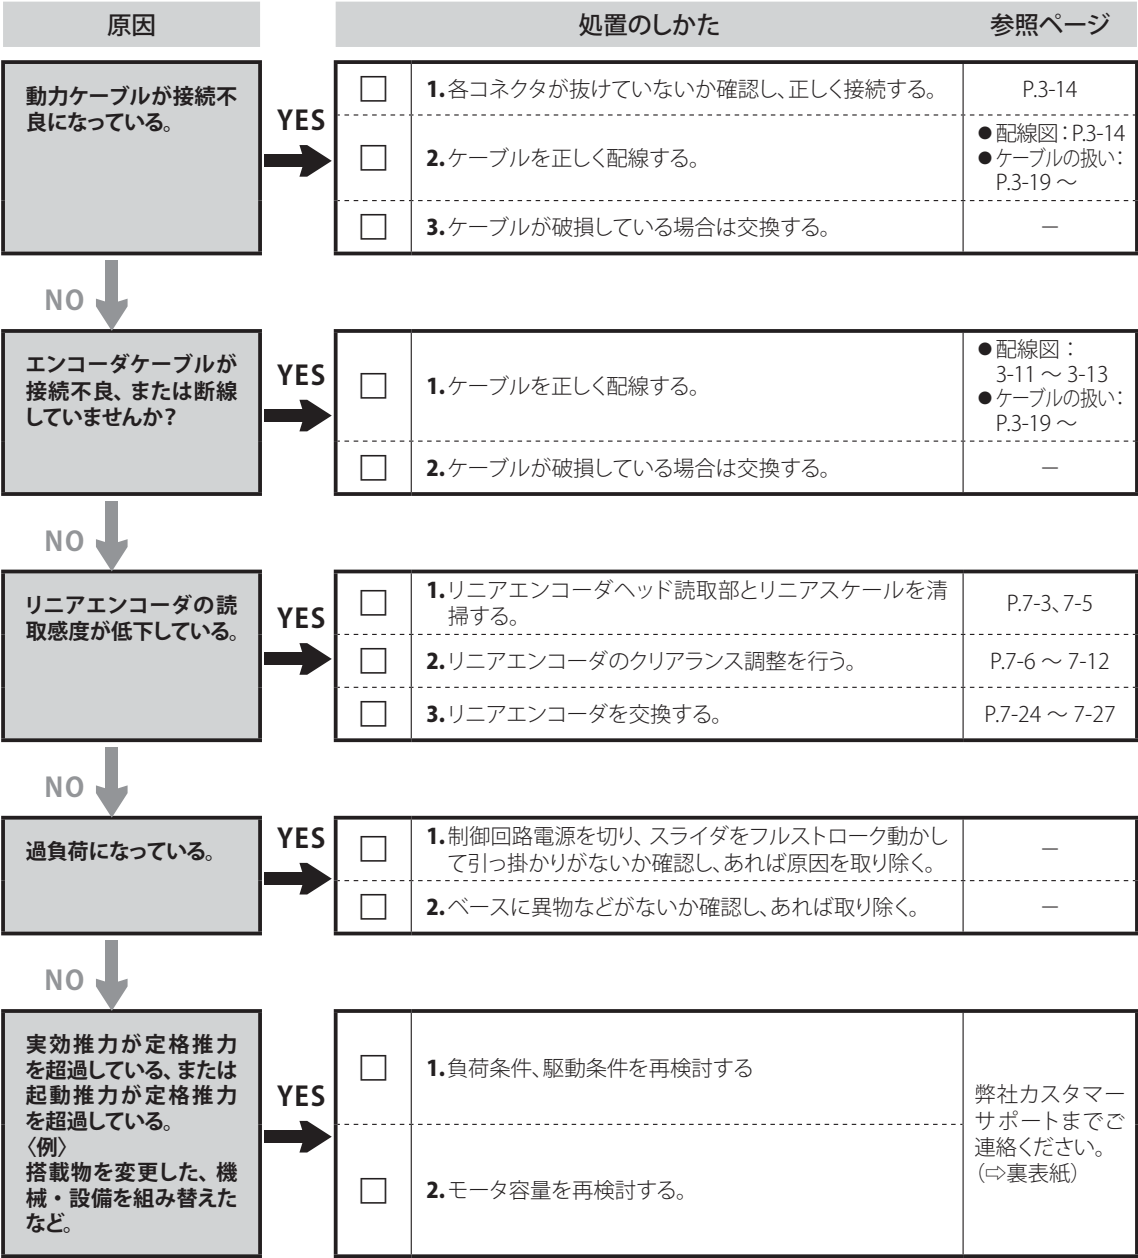 原因
処置のしかた
参照ページ
動力ケーブルが接続不
良になっている。
YES
1.各コネクタが抜けていないか確認し、正しく接続する。
P.3-14
2.ケーブルを正しく配線する。
●配線図：P.3-14
●ケーブルの扱い：
P.3-19 ～
3.ケーブルが破損している場合は交換する。
－
NO
エンコーダケーブルが
接続不良、または断線
していませんか？
YES
1.ケーブルを正しく配線する。
●配線図：
3-11 ～ 3-13
●ケーブルの扱い：
P.3-19 ～
2.ケーブルが破損している場合は交換する。
－
NO
リニアエンコーダの読
取感度が低下している。
YES
1.リニアエンコーダヘッド読取部とリニアスケールを清
掃する。
P.7-3、7-5
2.リニアエンコーダのクリアランス調整を行う。
P.7-6 ～ 7-12
3.リニアエンコーダを交換する。
P.7-24 ～ 7-27
NO
過負荷になっている。
YES
1.制御回路電源を切り、スライダをフルストローク動かし
て引っ掛かりがないか確認し、あれば原因を取り除く。
－
2.ベースに異物などがないか確認し、あれば取り除く。
－
NO
実効推力が定格推力
を超過している、または
起動推力が定格推力
を超過している。
〈例〉
搭載物を変更した、機
械・設備を組み替えた
など。
YES
1.負荷条件、駆動条件を再検討する
2.モータ容量を再検討する。
弊社カスタマー
サポートまでご
連絡ください。
（⇨裏表紙）